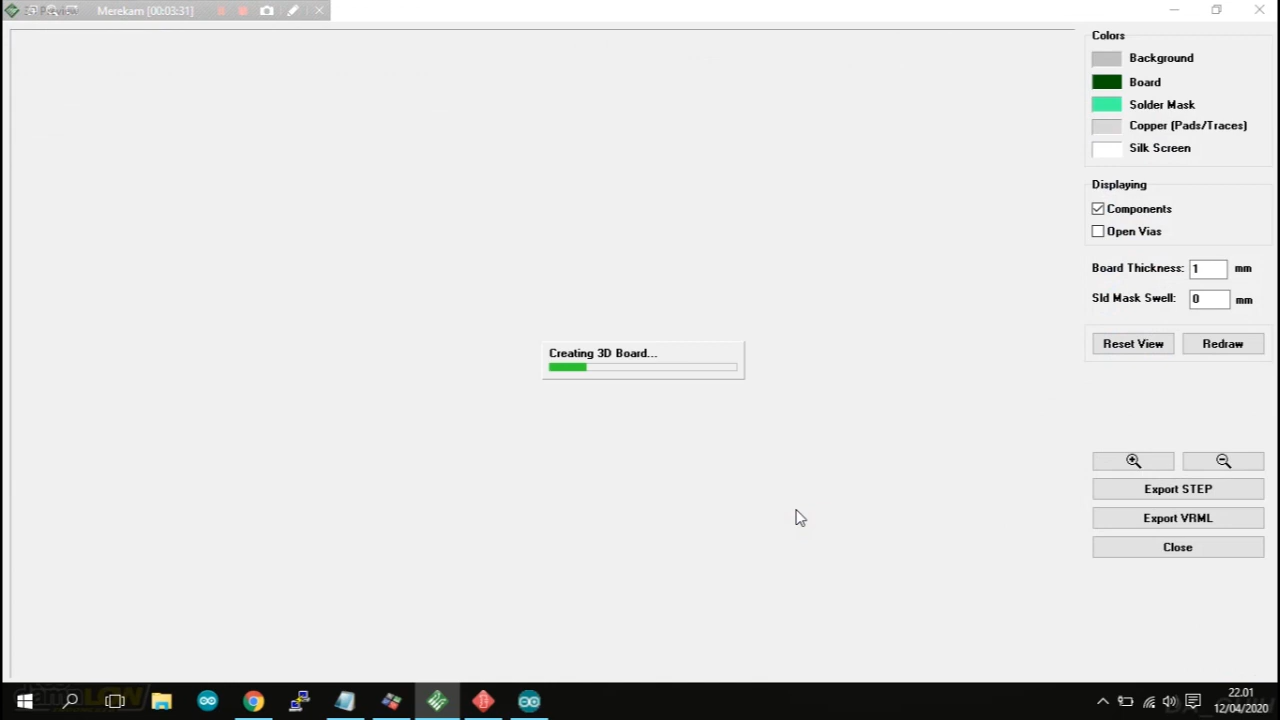 3D Preview
Merekam [00:03:31]
Colors
Background
Board
Solder Mask
Copper (Pads/Traces)
Silk Screen
Displaying
Components
Open Vias
Board Thickness: 1 mm
Sld Mask Swell: 0 mm
Reset View Redraw
Creating 3D Board...
Export STEP
Export VRML
Close
22.01
12/04/2020